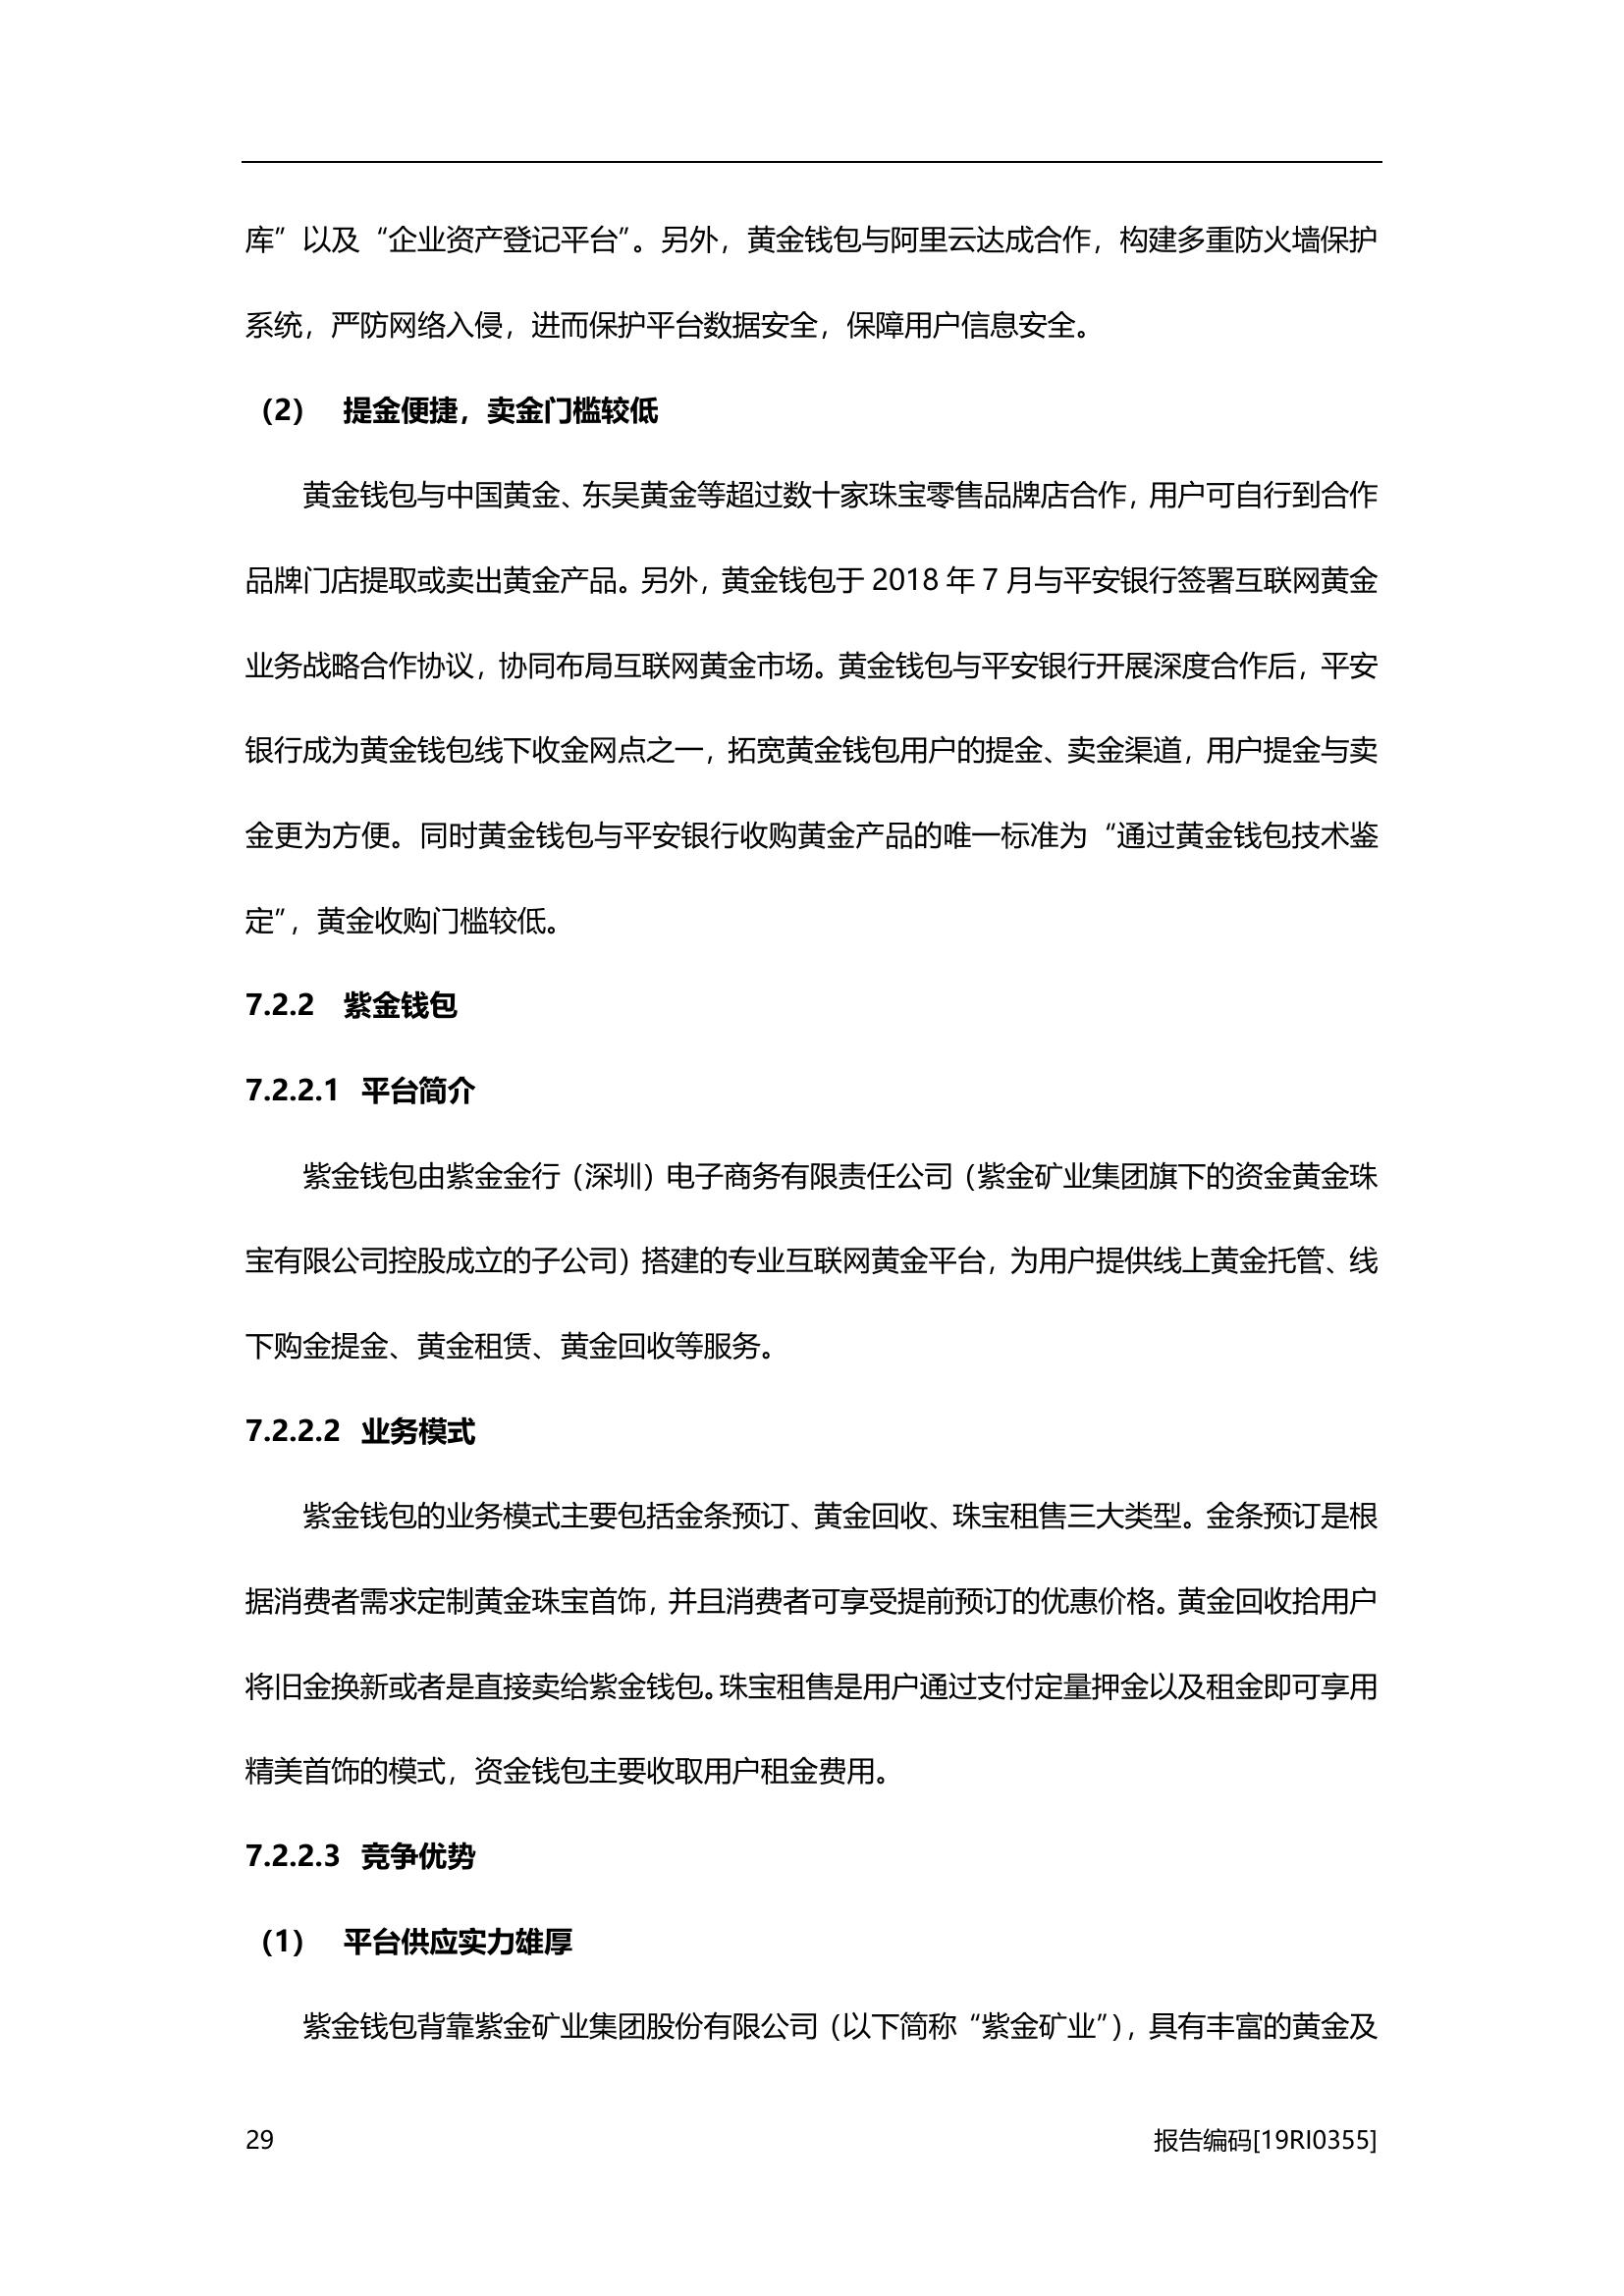 库”以及“企业资产登记平台”。另外，黄金钱包与阿里云达成合作，构建多重防火墙保护
系统，严防网络入侵，进而保护平台数据安全，保障用户信息安全。
（2） 提金便捷，卖金门槛较低
黄金钱包与中国黄金、东吴黄金等超过数十家珠宝零售品牌店合作，用户可自行到合作
品牌门店提取或卖出黄金产品。另外，黄金钱包于 2018 年 7 月与平安银行签署互联网黄金
业务战略合作协议，协同布局互联网黄金市场。黄金钱包与平安银行开展深度合作后，平安
银行成为黄金钱包线下收金网点之一，拓宽黄金钱包用户的提金、卖金渠道，用户提金与卖
金更为方便。同时黄金钱包与平安银行收购黄金产品的唯一标准为“通过黄金钱包技术鉴
定”，黄金收购门槛较低。
7.2.2 紫金钱包
7.2.2.1 平台简介
紫金钱包由紫金金行（深圳）电子商务有限责任公司（紫金矿业集团旗下的资金黄金珠
宝有限公司控股成立的子公司）搭建的专业互联网黄金平台，为用户提供线上黄金托管、线
下购金提金、黄金租赁、黄金回收等服务。
7.2.2.2 业务模式
紫金钱包的业务模式主要包括金条预订、黄金回收、珠宝租售三大类型。金条预订是根
据消费者需求定制黄金珠宝首饰，并且消费者可享受提前预订的优惠价格。黄金回收拾用户
将旧金换新或者是直接卖给紫金钱包。珠宝租售是用户通过支付定量押金以及租金即可享用
精美首饰的模式，资金钱包主要收取用户租金费用。
7.2.2.3 竞争优势
（1） 平台供应实力雄厚
紫金钱包背靠紫金矿业集团股份有限公司（以下简称“紫金矿业”），具有丰富的黄金及
29 报告编码[19RI0355]